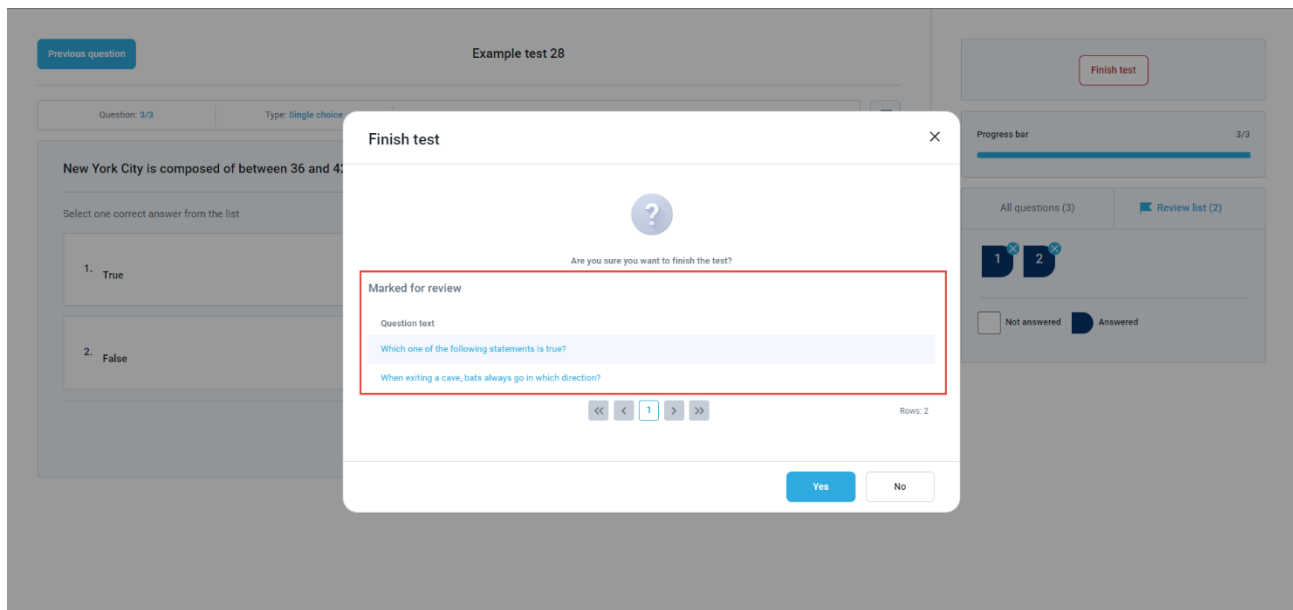 Previous question
Example test 28
Finish test
Question: 3/3
Type: Single choice
Progress bar
3/3
New York City is composed of between 36 and 42
Select one correct answer from the list
1. True
2. False
All questions (3)
Review list (2)
1
2
Not answered
Answered
Finish test
?
Are you sure you want to finish the test?
Marked for review
Question text
Which one of the following statements is true?
When exiting a cave, bats always go in which direction?
<< < 1 > >>
Rows: 2
Yes
No